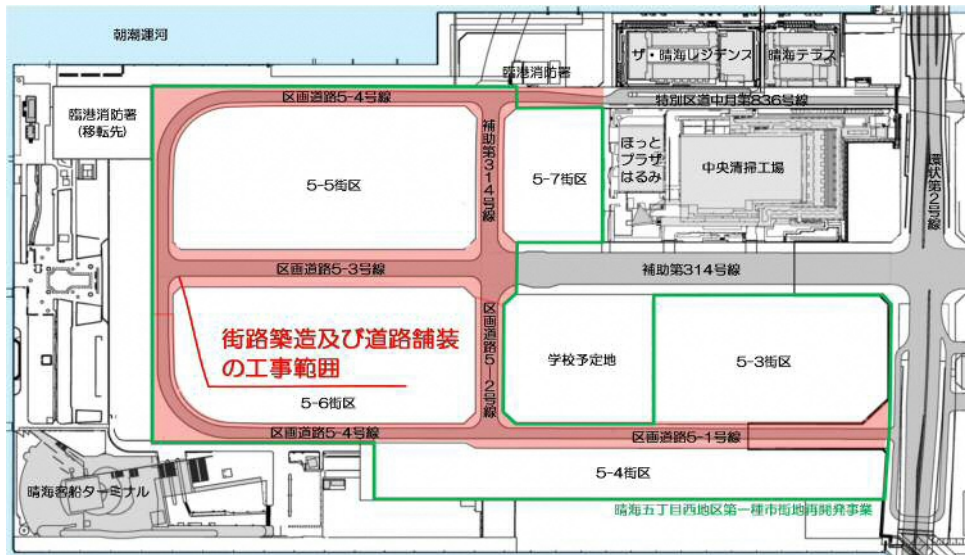 朝潮運河
臨港消防署
ザ・晴海レジデンス
晴海テラス
臨港消防署
(移転先)
区画道路5-4号線
特別区道中月第836号線
補助第314号線
ほっと
プラザ
はるみ
中央清掃工場
環状第2号線
5-5街区
5-7街区
区画道路5-3号線
補助第314号線
街路築造及び道路舗装
の工事範囲
区画道路5-2号線
学校予定地
5-3街区
5-6街区
区画道路5-4号線
区画道路5-1号線
5-4街区
晴海客船ターミナル
晴海五丁目西地区第一種市街地再開発事業